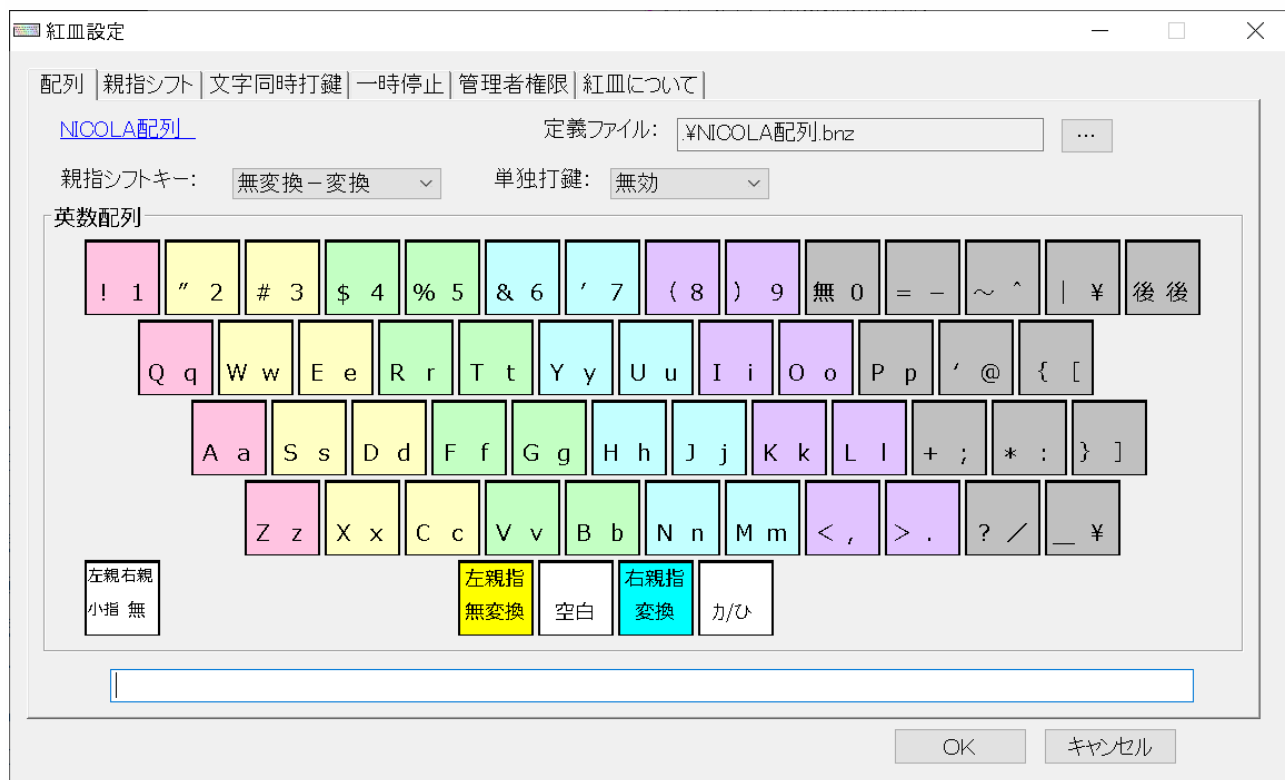 紅皿設定
配列 親指シフト 文字同時打鍵 一時停止 管理者権限 紅皿について
NICOLA配列 定義ファイル: .¥NICOLA配列.bnz ...
親指シフトキー: 無変換－変換 単独打鍵: 無効
英数配列
! 1 ″ 2 # 3 $ 4 % 5 & 6 ′ 7 ( 8 ) 9 無 0 = － ～ ＾ | ¥ 後 後
Q q W w E e R r T t Y y U u I i O o P p ‘ @ { [
A a S s D d F f G g H h J j K k L l + ; * : } ]
Z z X x C c V v B b N n M m < , > . ? ／ ＿ ¥
左親右親 左親指 右親指
小指 無 無変換 空白 変換 カ/ひ
OK キャンセル